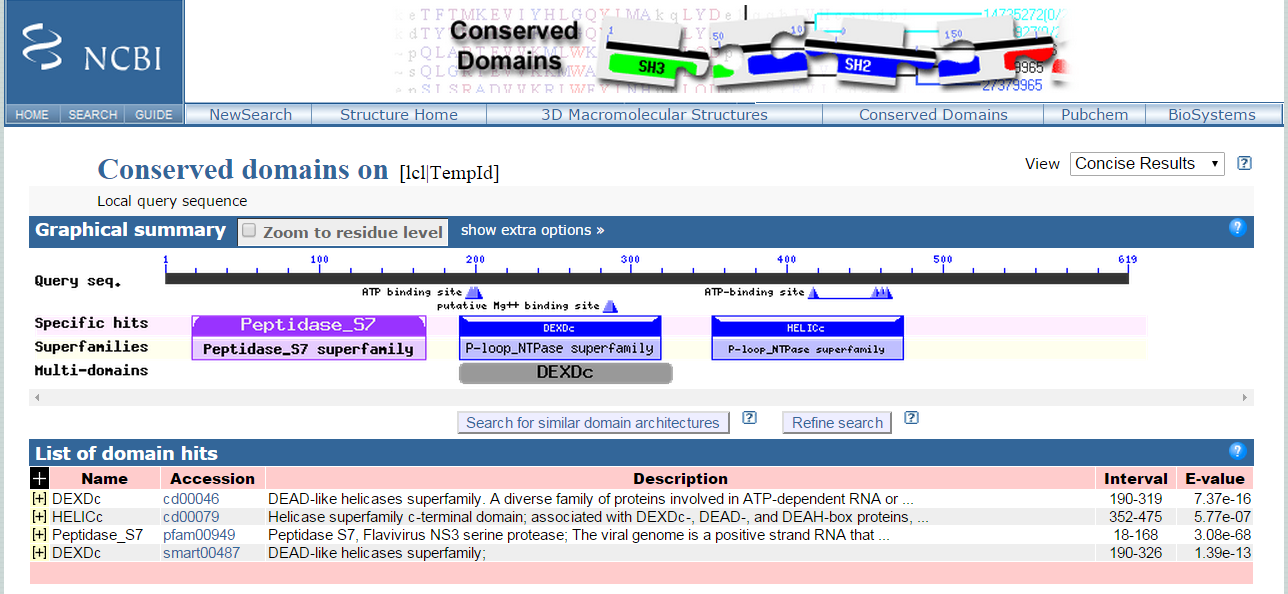 NCBI
Conserved
Domains
SH3
SH2
HOME SEARCH GUIDE NewSearch Structure Home 3D Macromolecular Structures Conserved Domains Pubchem BioSystems
Conserved domains on [lcl|TempId]
View Concise Results ?
Local query sequence
Graphical summary Zoom to residue level show extra options » ?
1 100 200 300 400 500 619
Query seq.
ATP binding site ATP-binding site
putative Mg++ binding site
Specific hits Peptidase_S7 DEXDc HELICc
Superfamilies Peptidase_S7 superfamily P-loop_NTPase superfamily P-loop_NTPase superfamily
Multi-domains DEXDc
Search for similar domain architectures ? Refine search ?
List of domain hits ?
+ Name Accession Description Interval E-value
[+] DEXDc cd00046 DEAD-like helicases superfamily. A diverse family of proteins involved in ATP-dependent RNA or ... 190-319 7.37e-16
[+] HELICc cd00079 Helicase superfamily c-terminal domain; associated with DEXDc-, DEAD-, and DEAH-box proteins, ... 352-475 5.77e-07
[+] Peptidase_S7 pfam00949 Peptidase S7, Flavivirus NS3 serine protease; The viral genome is a positive strand RNA that ... 18-168 3.08e-68
[+] DEXDc smart00487 DEAD-like helicases superfamily; 190-326 1.39e-13